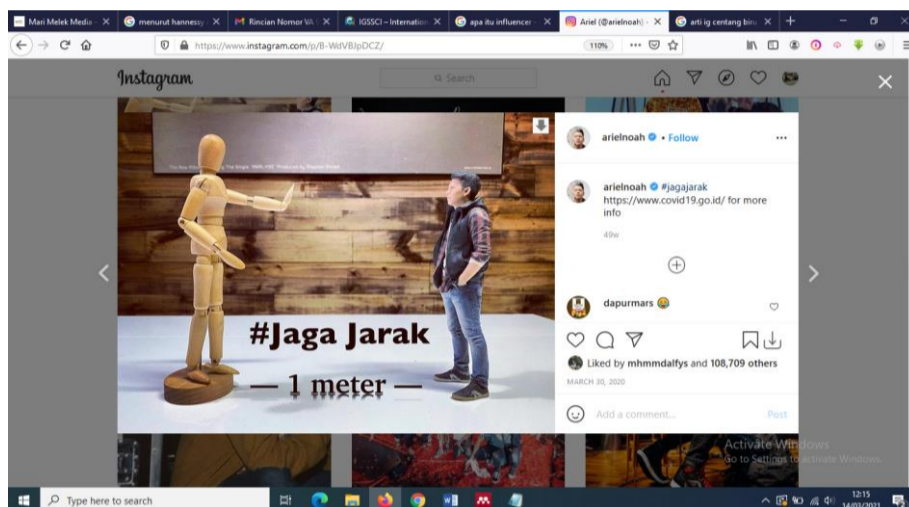 Mari Melek Media -
menurut hannessy
Rincian Nomor VA
IGSSCI – Internation
apa itu influencer -
Ariel (@arielnoah) •
arti ig centang biru
https://www.instagram.com/p/B-WdVBJpDCZ/
110%
Instagram
Search
arielnoah • Follow
arielnoah #jagajarak
https://www.covid19.go.id/ for more
info
49w
dapurmars
#Jaga Jarak
— 1 meter —
Liked by mhmmdalfys and 108,709 others
MARCH 30, 2020
Add a comment...
Post
Activate Windows
Go to Settings to activate Windows.
Type here to search
12:15
14/03/2021